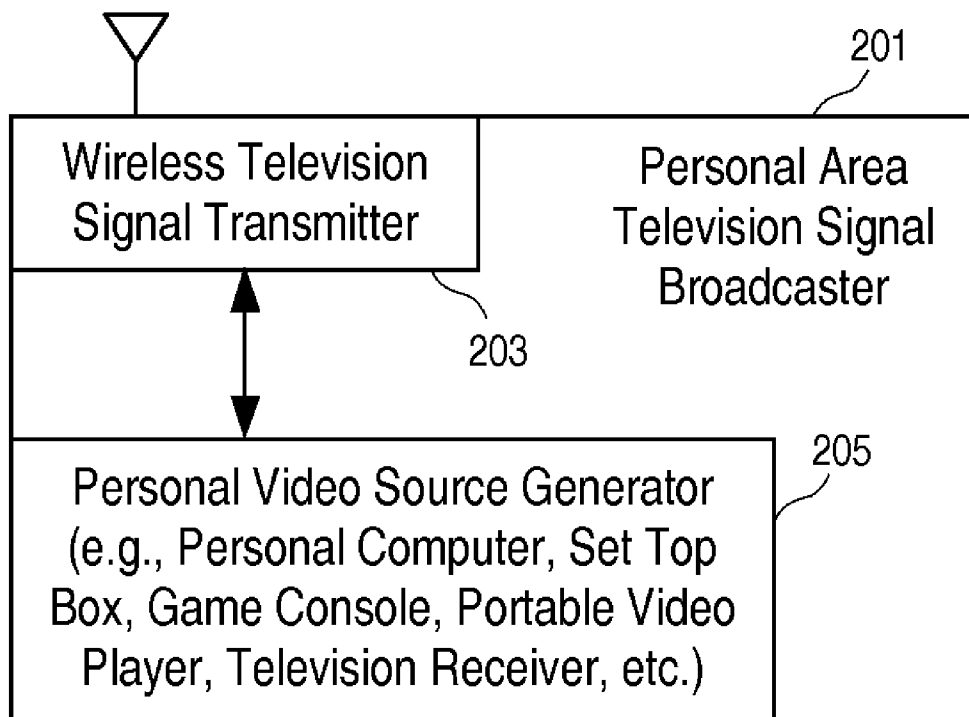 201
Wireless Television
Signal Transmitter
Personal Area
Television Signal
Broadcaster
203
205
Personal Video Source Generator
(e.g., Personal Computer, Set Top
Box, Game Console, Portable Video
Player, Television Receiver, etc.)